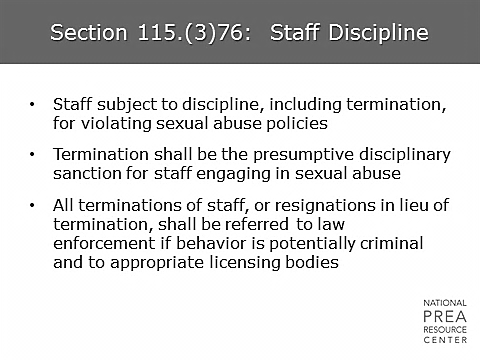 Section 115.(3)76:  Staff Discipline
• Staff subject to discipline, including termination,
for violating sexual abuse policies
• Termination shall be the presumptive disciplinary
sanction for staff engaging in sexual abuse
• All terminations of staff, or resignations in lieu of
termination, shall be referred to law
enforcement if behavior is potentially criminal
and to appropriate licensing bodies
NATIONAL
PREA
RESOURCE
CENTER